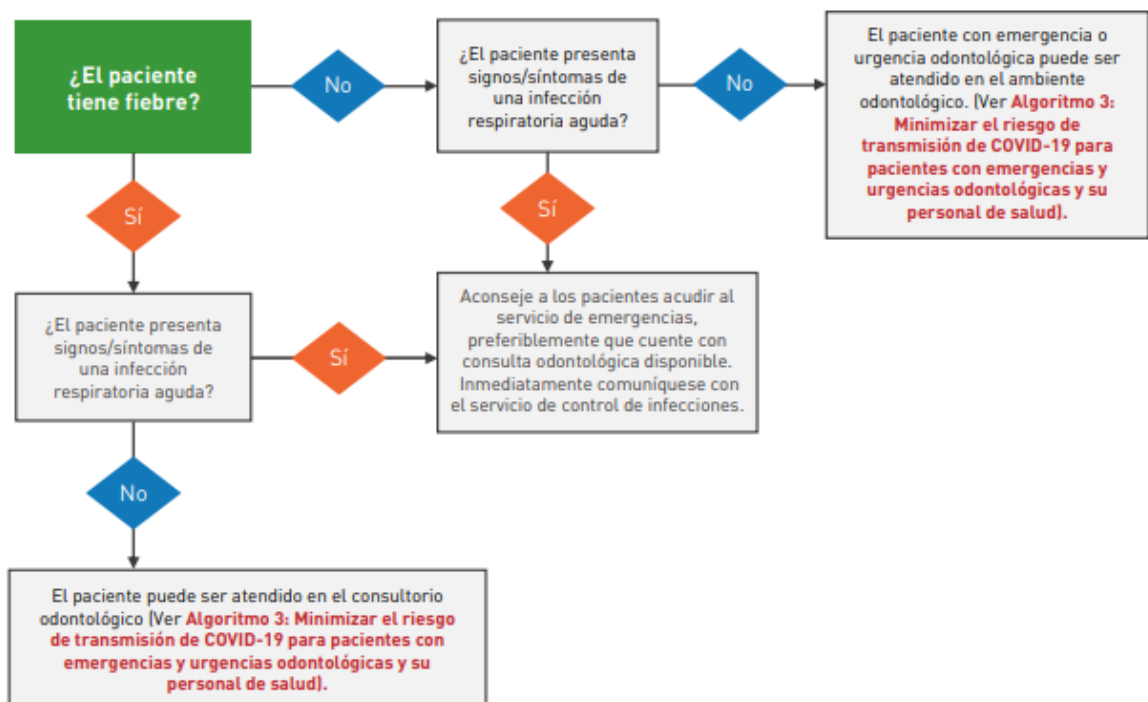 ¿El paciente
tiene fiebre?
No
¿El paciente presenta
signos/síntomas de
una infección
respiratoria aguda?
No
El paciente con emergencia o
urgencia odontológica puede ser
atendido en el ambiente
odontológico. (Ver Algoritmo 3:
Minimizar el riesgo de
transmisión de COVID-19 para
pacientes con emergencias y
urgencias odontológicas y su
personal de salud).
Sí
Sí
¿El paciente presenta
signos/síntomas de
una infección
respiratoria aguda?
Sí
Aconseje a los pacientes acudir al
servicio de emergencias,
preferiblemente que cuente con
consulta odontológica disponible.
Inmediatamente comuníquese con
el servicio de control de infecciones.
No
El paciente puede ser atendido en el consultorio
odontológico (Ver Algoritmo 3: Minimizar el riesgo
de transmisión de COVID-19 para pacientes con
emergencias y urgencias odontológicas y su
personal de salud).